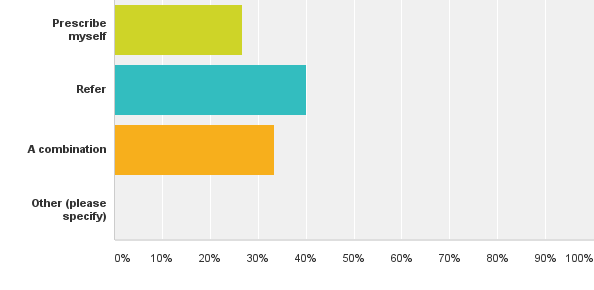 Prescribe
myself
Refer
A combination
Other (please
specify)
0% 10% 20% 30% 40% 50% 60% 70% 80% 90% 100%